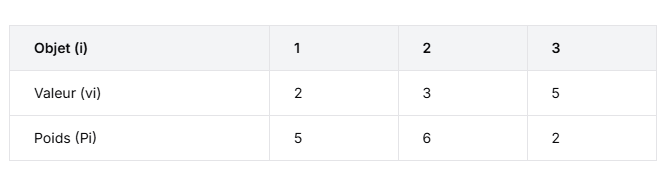 Objet (i) 1 2 3
Valeur (vi) 2 3 5
Poids (Pi) 5 6 2